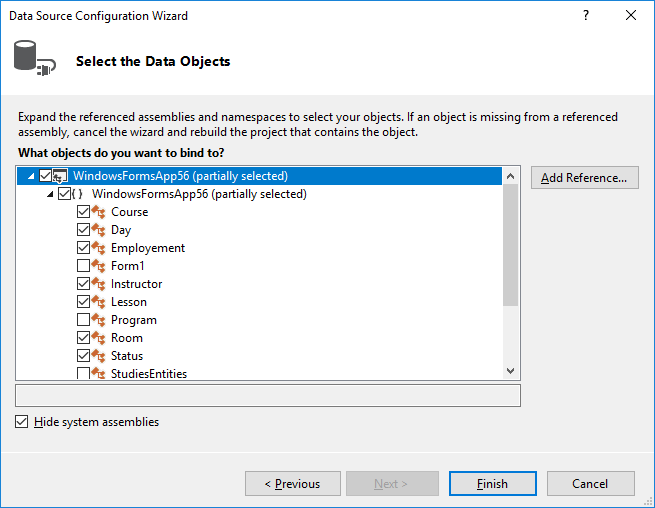 Data Source Configuration Wizard
Select the Data Objects
Expand the referenced assemblies and namespaces to select your objects. If an object is missing from a referenced
assembly, cancel the wizard and rebuild the project that contains the object.
What objects do you want to bind to?
WindowsFormsApp56 (partially selected)
{ } WindowsFormsApp56 (partially selected)
Course
Day
Employement
Form1
Instructor
Lesson
Program
Room
Status
StudiesEntities
Add Reference...
Hide system assemblies
< Previous
Next >
Finish
Cancel